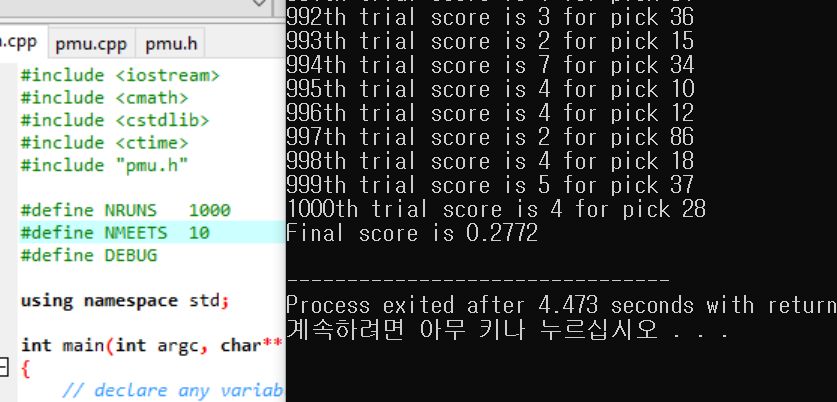 .cpp
pmu.cpp
pmu.h
#include <iostream>
#include <cmath>
#include <cstdlib>
#include <ctime>
#include "pmu.h"
#define NRUNS 1000
#define NMEETS 10
#define DEBUG
using namespace std;
int main(int argc, char**
{
// declare any variab
992th trial score is 3 for pick 36
993th trial score is 2 for pick 15
994th trial score is 7 for pick 34
995th trial score is 4 for pick 10
996th trial score is 4 for pick 12
997th trial score is 2 for pick 86
998th trial score is 4 for pick 18
999th trial score is 5 for pick 37
1000th trial score is 4 for pick 28
Final score is 0.2772
--------------------------------
Process exited after 4.473 seconds with return
계속하려면 아무 키나 누르십시오 . . .